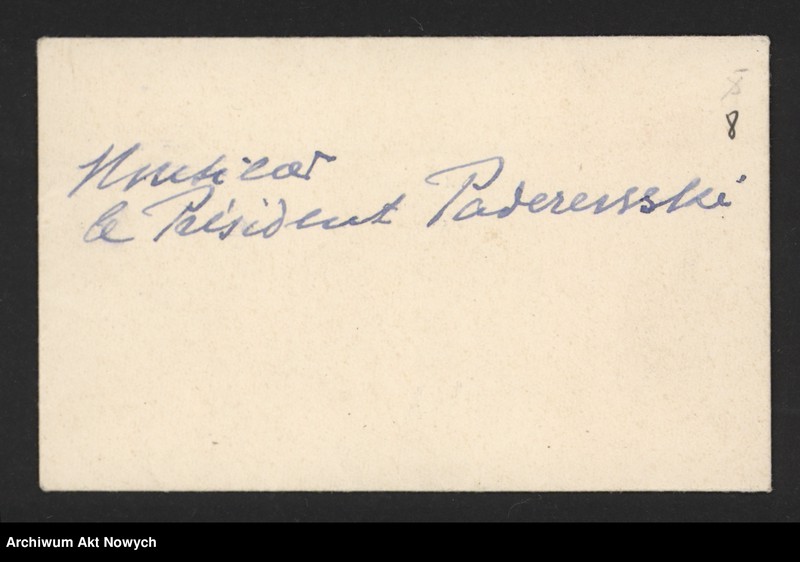 8
Monsieur
le Président Paderewski
Archiwum Akt Nowych